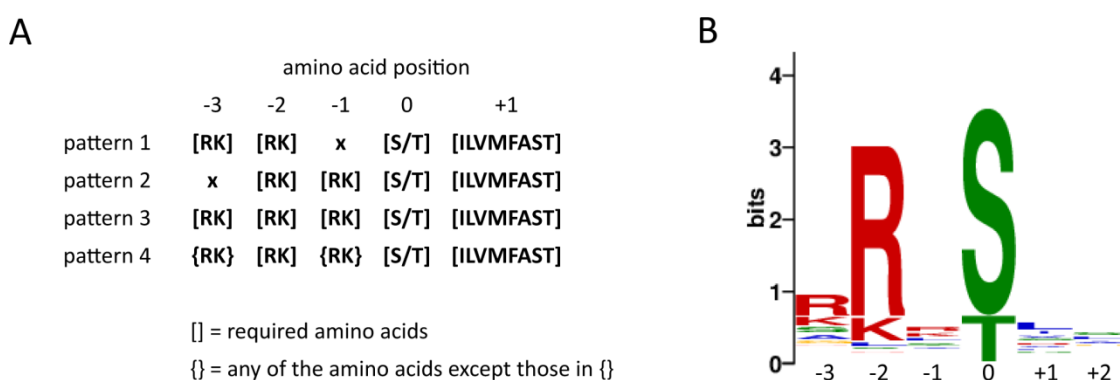 A
amino acid position
-3 -2 -1 0 +1
pattern 1 [RK] [RK] x [S/T] [ILVMFAST]
pattern 2 x [RK] [RK] [S/T] [ILVMFAST]
pattern 3 [RK] [RK] [RK] [S/T] [ILVMFAST]
pattern 4 {RK} [RK] {RK} [S/T] [ILVMFAST]
[] = required amino acids
{} = any of the amino acids except those in {}
B
bits
4
3
2
1
0
R K
R K
R
S T
-3 -2 -1 0 +1 +2